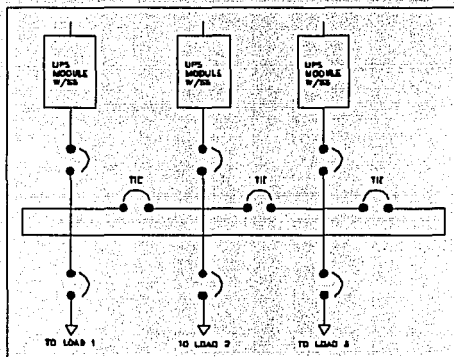 UPS
MODULE
W/SS
UPS
MODULE
W/SS
UPS
MODULE
W/SS
TIE
TIE
TIE
TO LOAD 1
TO LOAD 2
TO LOAD 3